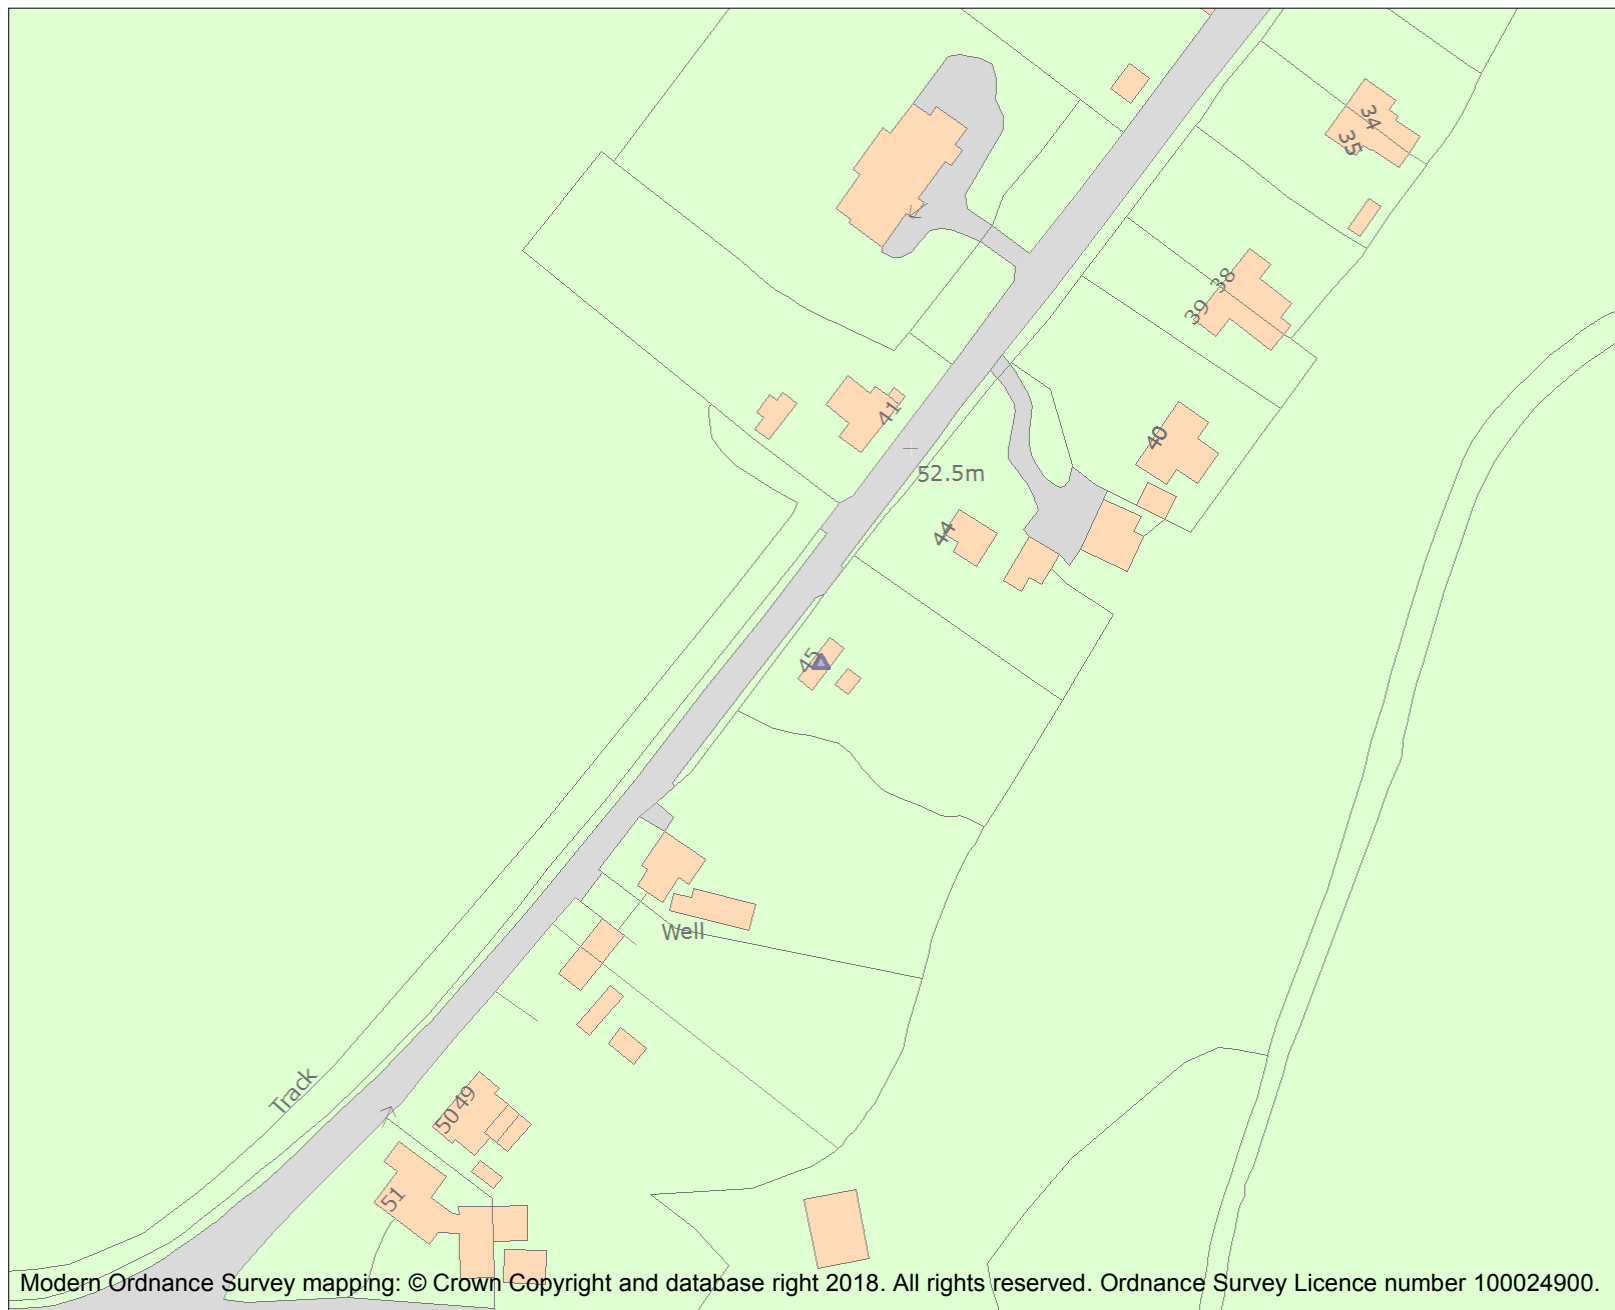 34
35
38
39
41
40
52.5m
44
45
Well
Track
49
50
51
Modern Ordnance Survey mapping: © Crown Copyright and database right 2018. All rights reserved. Ordnance Survey Licence number 100024900.